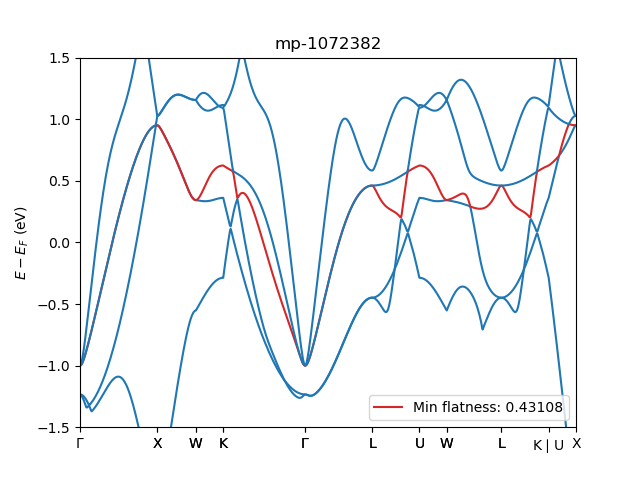 mp-1072382
1.5
1.0
0.5
0.0
−0.5
−1.0
−1.5
E − E_F (eV)
Min flatness: 0.43108
Γ X W K Γ L U W L K | U X